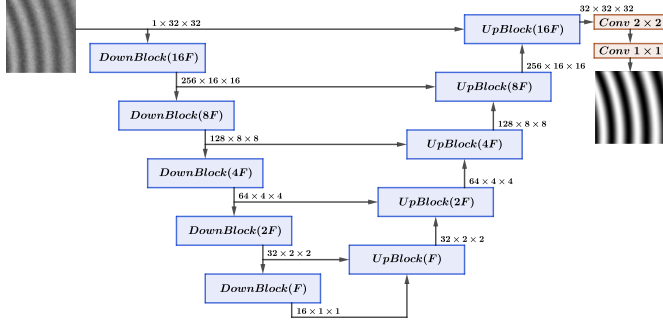 32 × 32 × 32
1 × 32 × 32
UpBlock(16F)
Conv 2 × 2
Conv 1 × 1
DownBlock(16F)
256 × 16 × 16
256 × 16 × 16
UpBlock(8F)
DownBlock(8F)
128 × 8 × 8
128 × 8 × 8
UpBlock(4F)
DownBlock(4F)
64 × 4 × 4
64 × 4 × 4
UpBlock(2F)
DownBlock(2F)
32 × 2 × 2
32 × 2 × 2
UpBlock(F)
DownBlock(F)
16 × 1 × 1